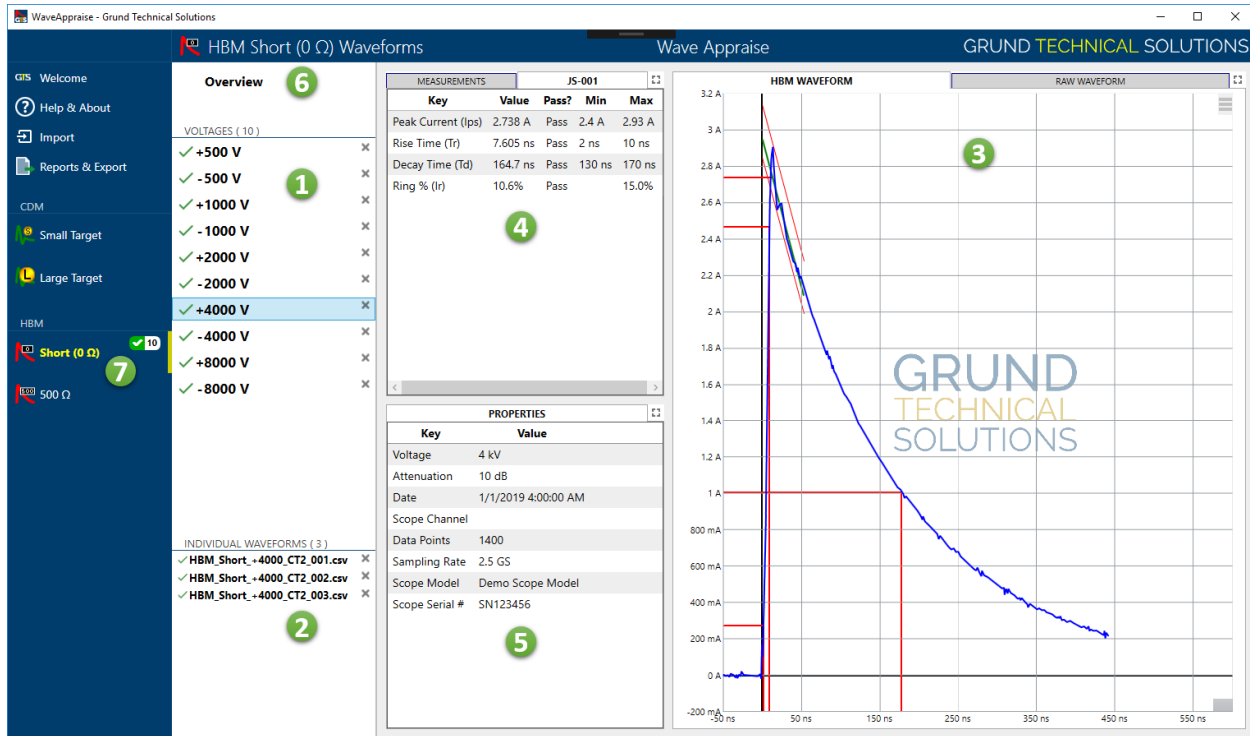 WaveAppraise - Grund Technical Solutions
HBM Short (0 Ω) Waveforms
Wave Appraise
GRUND TECHNICAL SOLUTIONS
GTS Welcome
Help & About
Import
Reports & Export
CDM
Small Target
Large Target
HBM
Short (0 Ω)
10
7
500 Ω
Overview
6
VOLTAGES ( 10 )
+500 V
- 500 V
1
+1000 V
- 1000 V
+2000 V
- 2000 V
+4000 V
- 4000 V
+8000 V
- 8000 V
INDIVIDUAL WAVEFORMS ( 3 )
HBM_Short_+4000_CT2_001.csv
HBM_Short_+4000_CT2_002.csv
HBM_Short_+4000_CT2_003.csv
2
MEASUREMENTS
JS-001
Key Value Pass? Min Max
Peak Current (Ips) 2.738 A Pass 2.4 A 2.93 A
Rise Time (Tr) 7.605 ns Pass 2 ns 10 ns
Decay Time (Td) 164.7 ns Pass 130 ns 170 ns
Ring % (Ir) 10.6% Pass 15.0%
4
PROPERTIES
Key Value
Voltage 4 kV
Attenuation 10 dB
Date 1/1/2019 4:00:00 AM
Scope Channel
Data Points 1400
Sampling Rate 2.5 GS
Scope Model Demo Scope Model
Scope Serial # SN123456
5
HBM WAVEFORM
RAW WAVEFORM
3
3.2 A
3 A
2.8 A
2.6 A
2.4 A
2.2 A
2 A
1.8 A
1.6 A
1.4 A
1.2 A
1 A
800 mA
600 mA
400 mA
200 mA
0 A
-200 mA
GRUND
TECHNICAL
SOLUTIONS
-50 ns 50 ns 150 ns 250 ns 350 ns 450 ns 550 ns